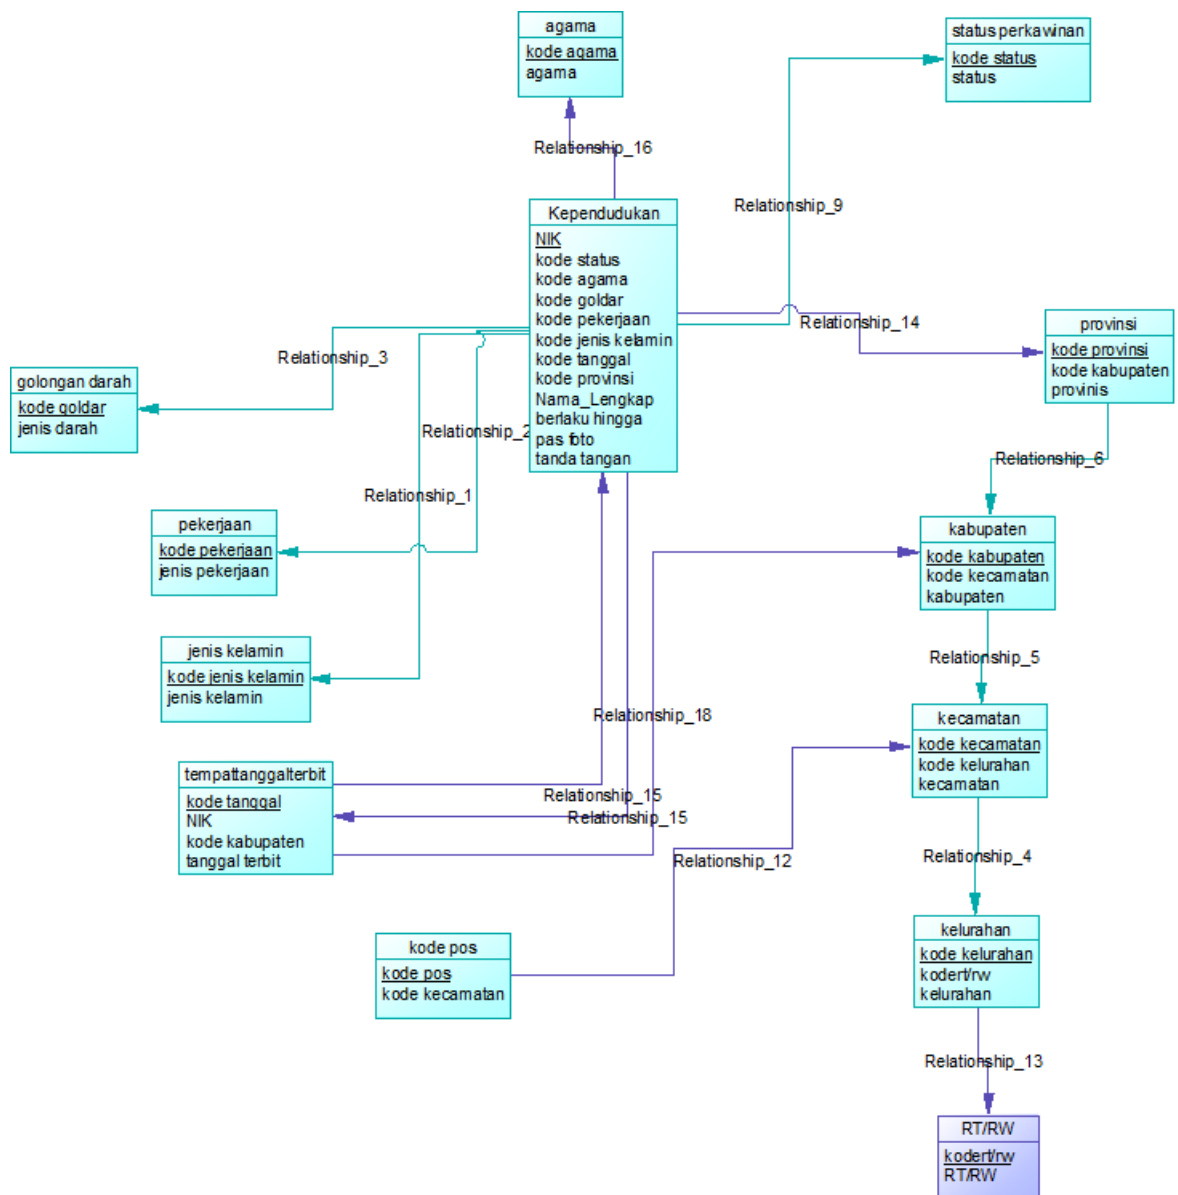 agama
kode agama
agama
status perkawinan
kode status
status
Relationship_16
Relationship_9
Kependudukan
NIK
kode status
kode agama
kode goldar
kode pekerjaan
kode jenis kelamin
kode tanggal
kode provinsi
Nama_Lengkap
berlaku hingga
pas foto
tanda tangan
Relationship_14
provinsi
kode provinsi
kode kabupaten
provinis
Relationship_3
golongan darah
kode goldar
jenis darah
Relationship_2
Relationship_6
Relationship_1
pekerjaan
kode pekerjaan
jenis pekerjaan
kabupaten
kode kabupaten
kode kecamatan
kabupaten
jenis kelamin
kode jenis kelamin
jenis kelamin
Relationship_5
Relationship_18
kecamatan
kode kecamatan
kode kelurahan
kecamatan
tempattanggalterbit
kode tanggal
NIK
kode kabupaten
tanggal terbit
Relationship_15
Relationship_15
Relationship_12
Relationship_4
kode pos
kode pos
kode kecamatan
kelurahan
kode kelurahan
kodert/rw
kelurahan
Relationship_13
RT/RW
kodert/rw
RT/RW